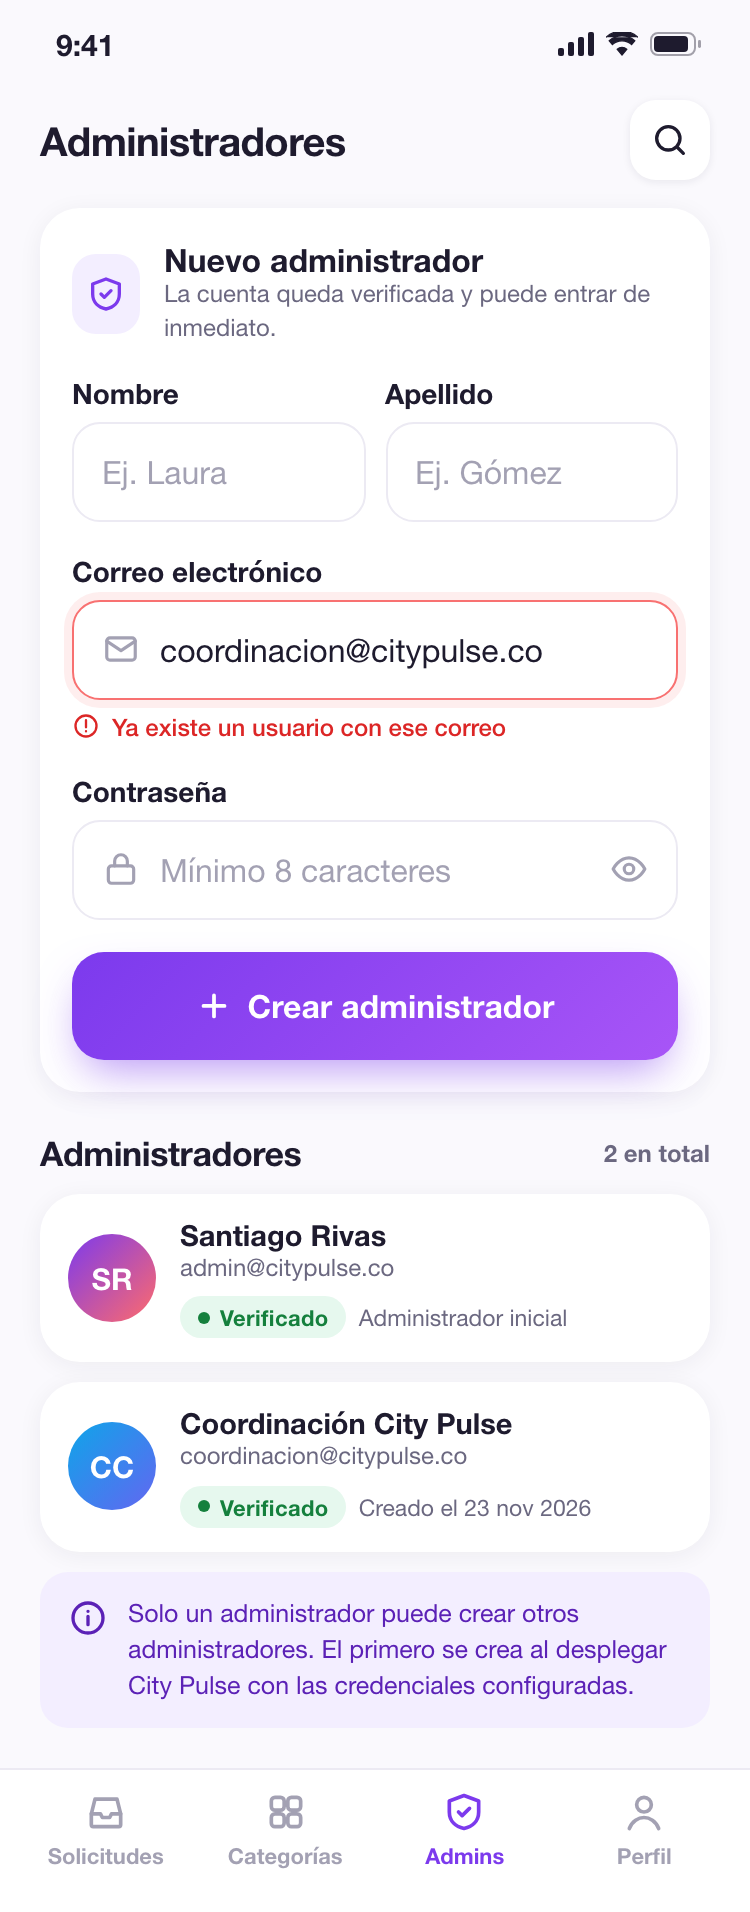 9:41
Administradores
Nuevo administrador
La cuenta queda verificada y puede entrar de
inmediato.
Nombre
Apellido
Ej. Laura
Ej. Gómez
Correo electrónico
coordinacion@citypulse.co
Ya existe un usuario con ese correo
Contraseña
Mínimo 8 caracteres
Crear administrador
Administradores
2 en total
SR
Santiago Rivas
admin@citypulse.co
Verificado
Administrador inicial
CC
Coordinación City Pulse
coordinacion@citypulse.co
Verificado
Creado el 23 nov 2026
Solo un administrador puede crear otros
administradores. El primero se crea al desplegar
City Pulse con las credenciales configuradas.
Solicitudes
Categorías
Admins
Perfil